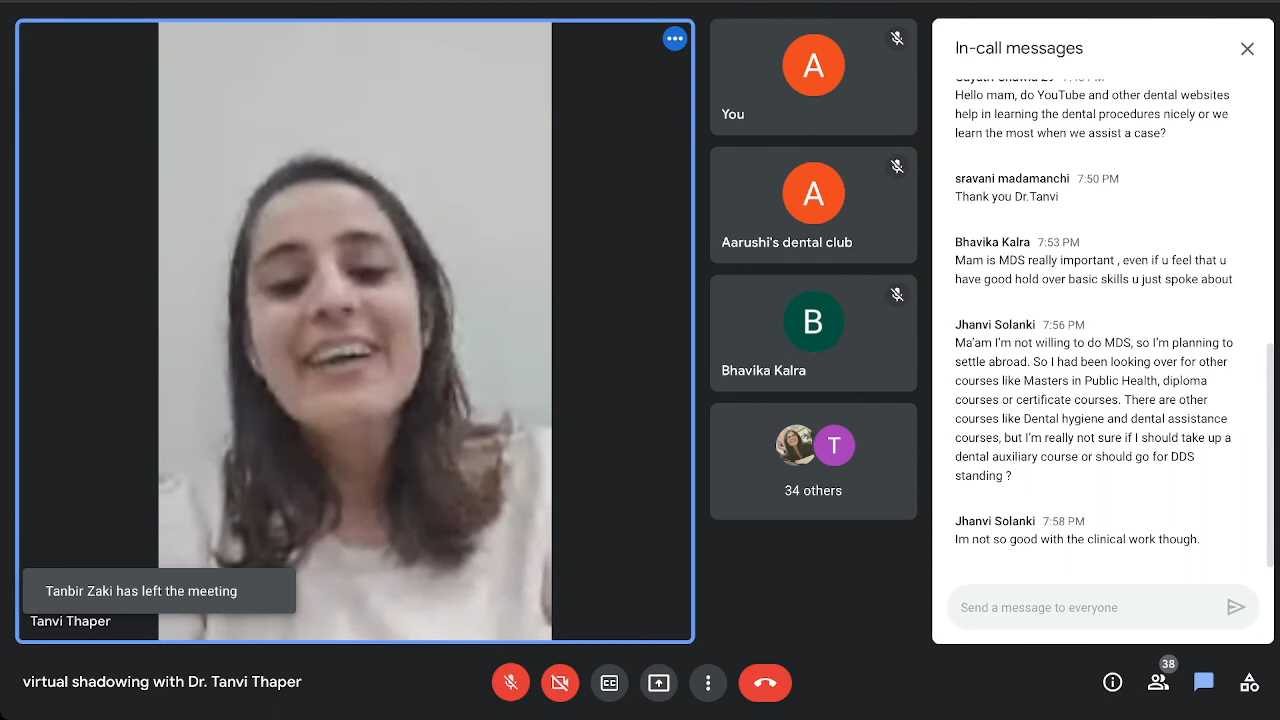 A
You
A
Aarushi's dental club
B
Bhavika Kalra
T
34 others
Tanbir Zaki has left the meeting
Tanvi Thaper
In-call messages
Hello mam, do YouTube and other dental websites
help in learning the dental procedures nicely or we
learn the most when we assist a case?
sravani madamanchi 7:50 PM
Thank you Dr.Tanvi
Bhavika Kalra 7:53 PM
Mam is MDS really important , even if u feel that u
have good hold over basic skills u just spoke about
Jhanvi Solanki 7:56 PM
Ma'am I'm not willing to do MDS, so I'm planning to
settle abroad. So I had been looking over for other
courses like Masters in Public Health, diploma
courses or certificate courses. There are other
courses like Dental hygiene and dental assistance
courses, but I'm really not sure if I should take up a
dental auxiliary course or should go for DDS
standing ?
Jhanvi Solanki 7:58 PM
Im not so good with the clinical work though.
Send a message to everyone
virtual shadowing with Dr. Tanvi Thaper
CC
38